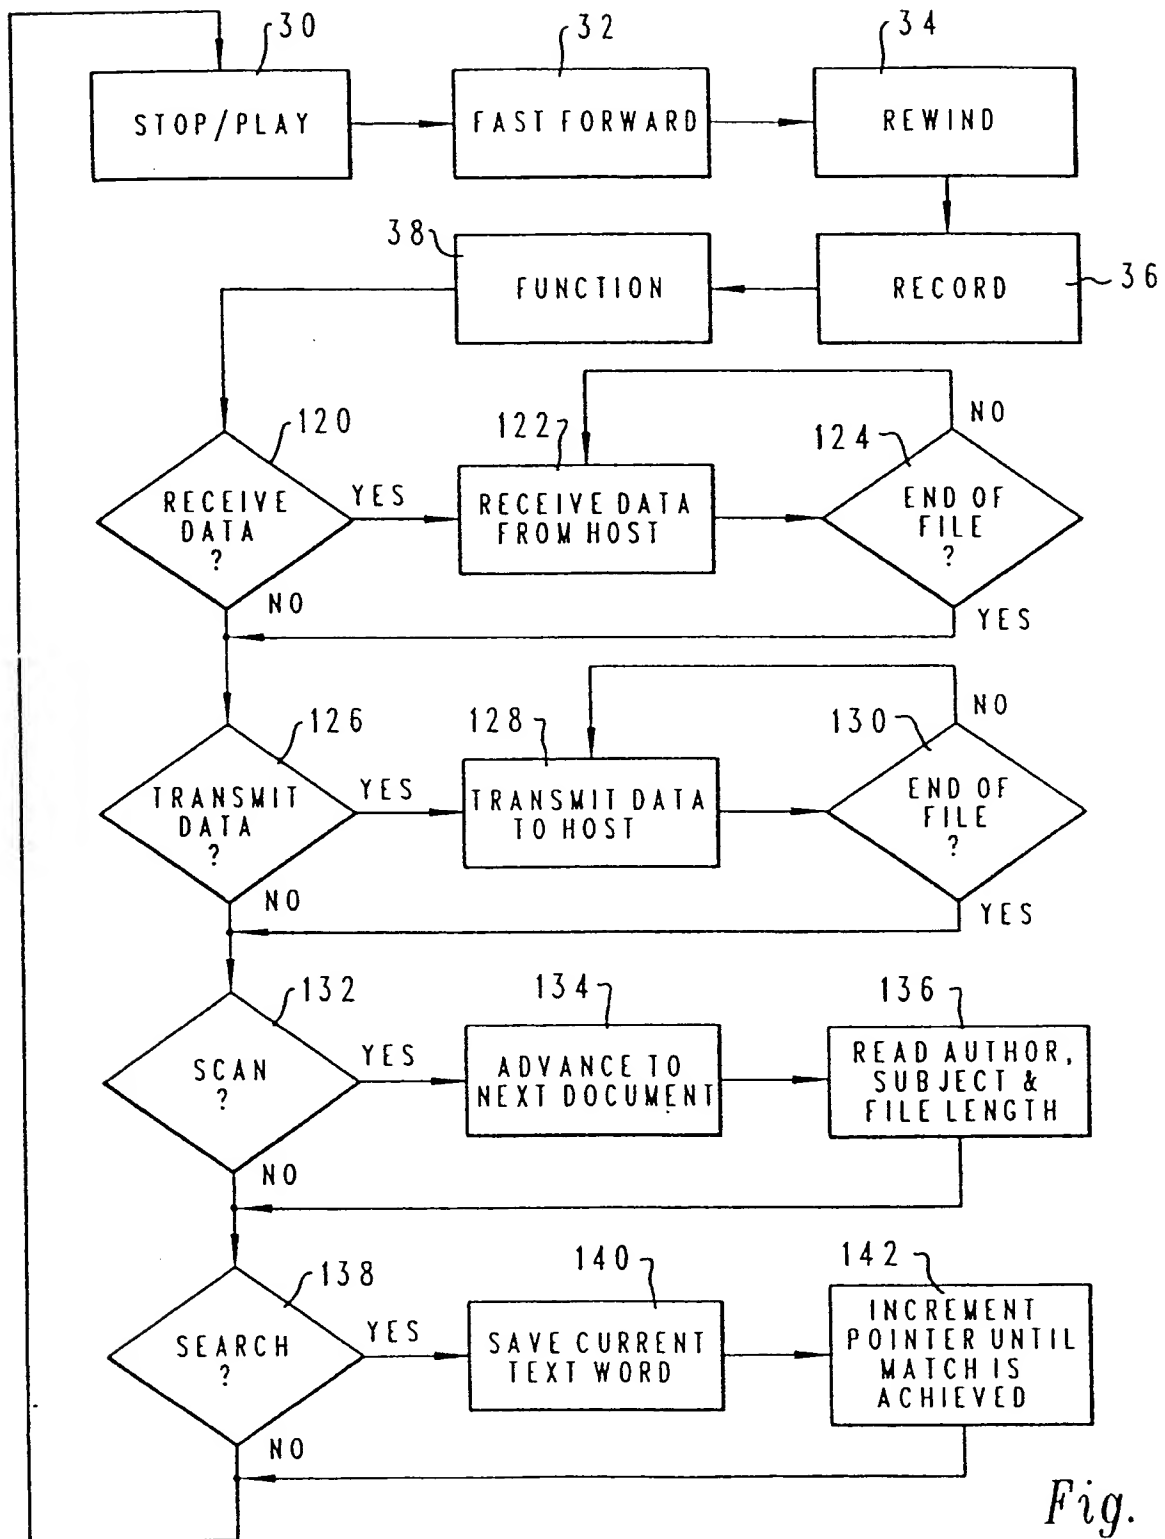 30
32
34
STOP/PLAY
FAST FORWARD
REWIND
38
FUNCTION
RECORD
36
120
RECEIVE
DATA
?
YES
NO
122
RECEIVE DATA
FROM HOST
124
NO
END OF
FILE
?
YES
126
TRANSMIT
DATA
?
YES
NO
128
TRANSMIT DATA
TO HOST
130
NO
END OF
FILE
?
YES
132
SCAN
?
YES
NO
134
ADVANCE TO
NEXT DOCUMENT
136
READ AUTHOR,
SUBJECT &
FILE LENGTH
138
SEARCH
?
YES
NO
140
SAVE CURRENT
TEXT WORD
142
INCREMENT
POINTER UNTIL
MATCH IS
ACHIEVED
Fig.